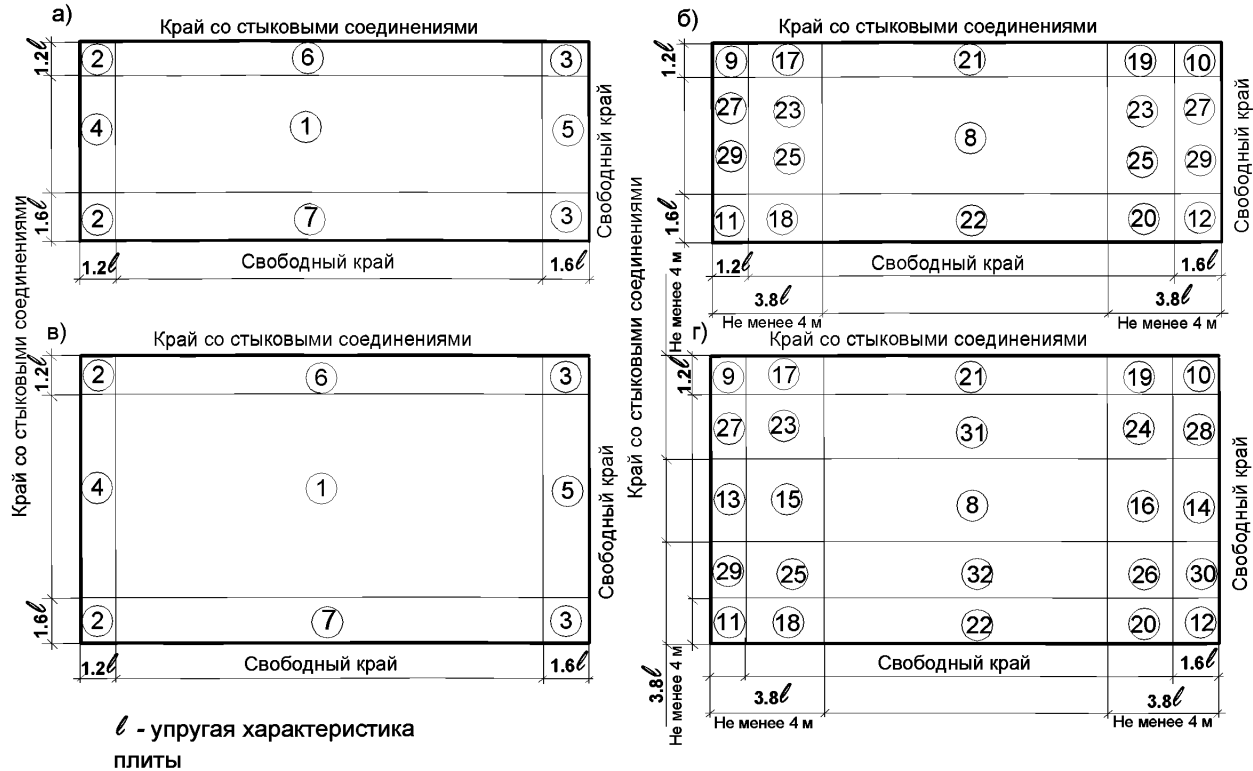 а)
Край со стыковыми соединениями
1.2ℓ
2
6
3
4
1
5
Свободный край
1.6ℓ
2
7
3
1.2ℓ
Свободный край
1.6ℓ
Край со стыковыми соединениями
б)
Край со стыковыми соединениями
1.2ℓ
9
17
21
19
10
27
23
8
23
27
29
25
25
29
Свободный край
1.6ℓ
11
18
22
20
12
1.2ℓ
Свободный край
1.6ℓ
3.8ℓ
3.8ℓ
Не менее 4 м
Не менее 4 м
Не менее 4 м
Край со стыковыми соединениями
в)
Край со стыковыми соединениями
1.2ℓ
2
6
3
4
1
5
Свободный край
1.6ℓ
2
7
3
1.2ℓ
Свободный край
1.6ℓ
г)
Край со стыковыми соединениями
1.2ℓ
9
17
21
19
10
27
23
31
24
28
13
15
8
16
14
Свободный край
29
25
32
26
30
11
18
22
20
12
Свободный край
1.6ℓ
3.8ℓ
Не менее 4 м
3.8ℓ
3.8ℓ
Не менее 4 м
Не менее 4 м
ℓ - упругая характеристика
плиты